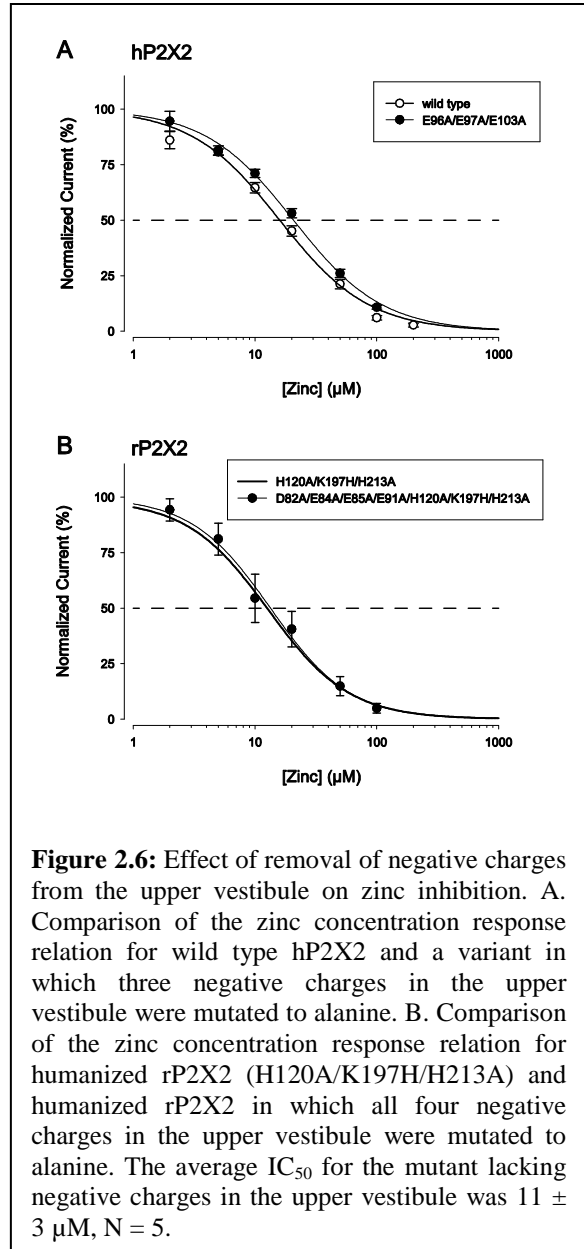 A
hP2X2
wild type
E96A/E97A/E103A
100
75
50
25
0
Normalized Current (%)
1
10
100
1000
[Zinc] (µM)
B
rP2X2
H120A/K197H/H213A
D82A/E84A/E85A/E91A/H120A/K197H/H213A
100
75
50
25
0
Normalized Current (%)
1
10
100
1000
[Zinc] (µM)
Figure 2.6: Effect of removal of negative charges
from the upper vestibule on zinc inhibition. A.
Comparison of the zinc concentration response
relation for wild type hP2X2 and a variant in
which three negative charges in the upper
vestibule were mutated to alanine. B. Comparison
of the zinc concentration response relation for
humanized rP2X2 (H120A/K197H/H213A) and
humanized rP2X2 in which all four negative
charges in the upper vestibule were mutated to
alanine. The average IC50 for the mutant lacking
negative charges in the upper vestibule was 11 ±
3 µM, N = 5.